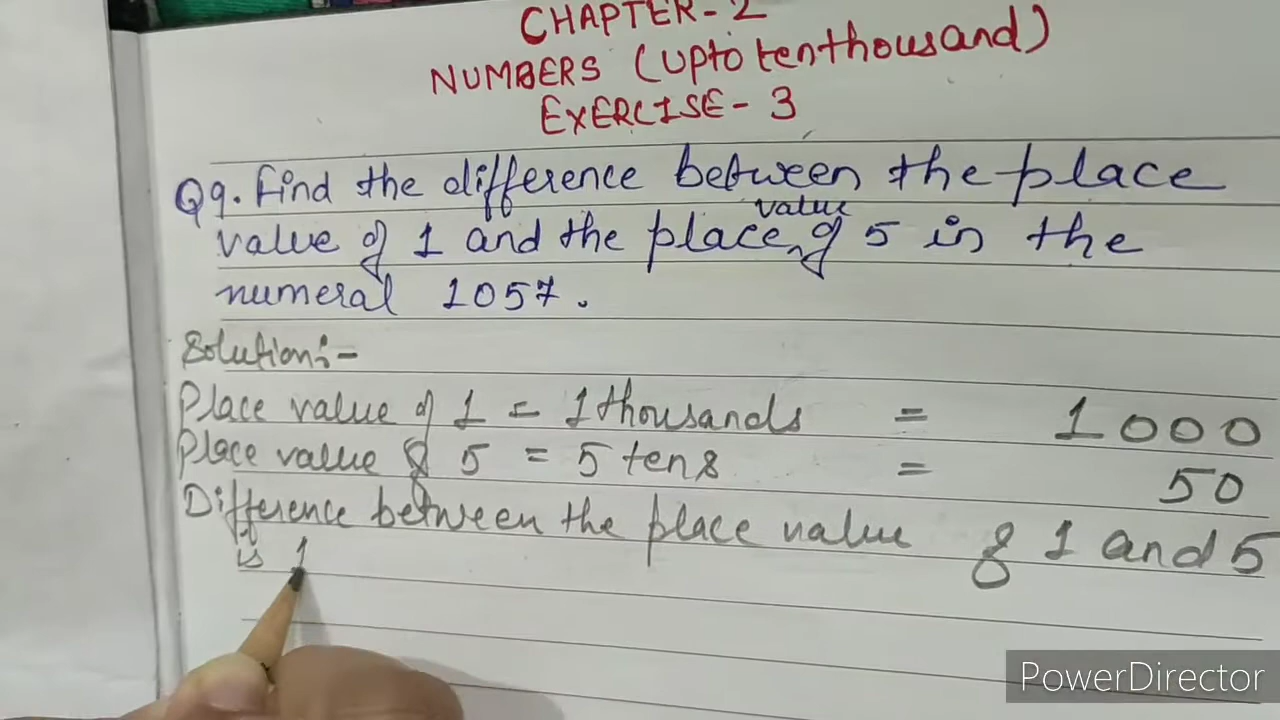 CHAPTER-2
NUMBERS (upto tenthousand)
EXERCISE-3
Q9. Find the difference between the place
value of 1 and the place value of 5 in the
numeral 1057.
Solution:-
Place value of 1 = 1 thousands = 1000
Place value of 5 = 5 tens = 50
Difference between the place value of 1 and 5
is 1
PowerDirector